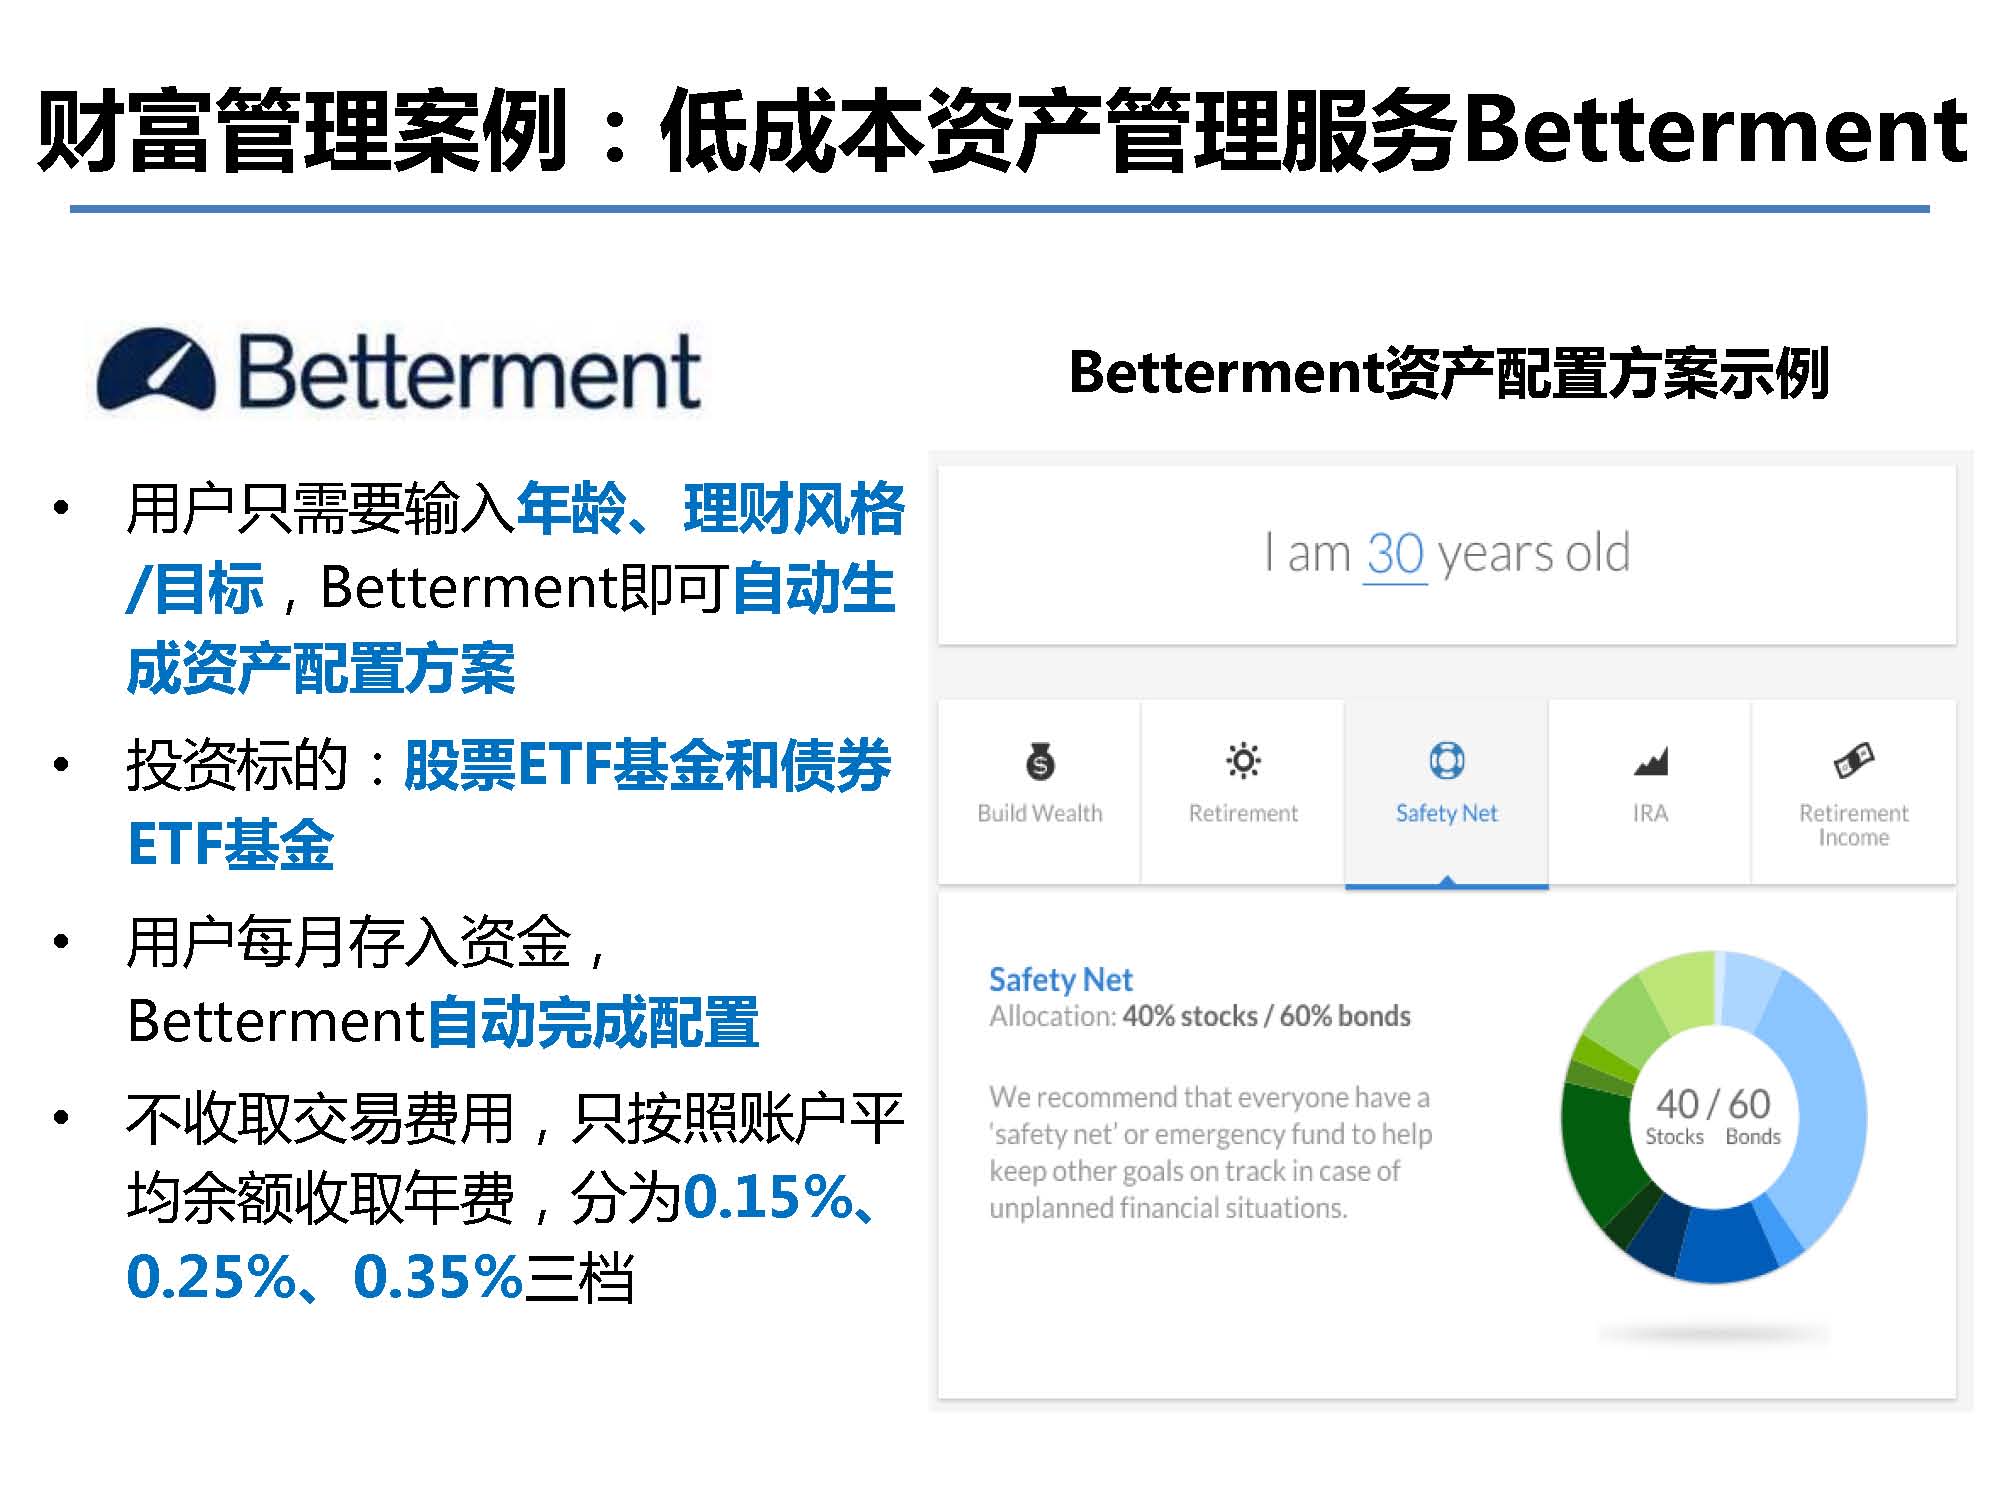 财富管理案例：低成本资产管理服务Betterment
Betterment
• 用户只需要输入年龄、理财风格
/目标，Betterment即可自动生
成资产配置方案
• 投资标的：股票ETF基金和债券
ETF基金
• 用户每月存入资金，
Betterment自动完成配置
• 不收取交易费用，只按照账户平
均余额收取年费，分为0.15%、
0.25%、0.35%三档
Betterment资产配置方案示例
I am 30 years old
Build Wealth
Retirement
Safety Net
IRA
Retirement
Income
Safety Net
Allocation: 40% stocks / 60% bonds
We recommend that everyone have a
'safety net' or emergency fund to help
keep other goals on track in case of
unplanned financial situations.
40 / 60
Stocks Bonds